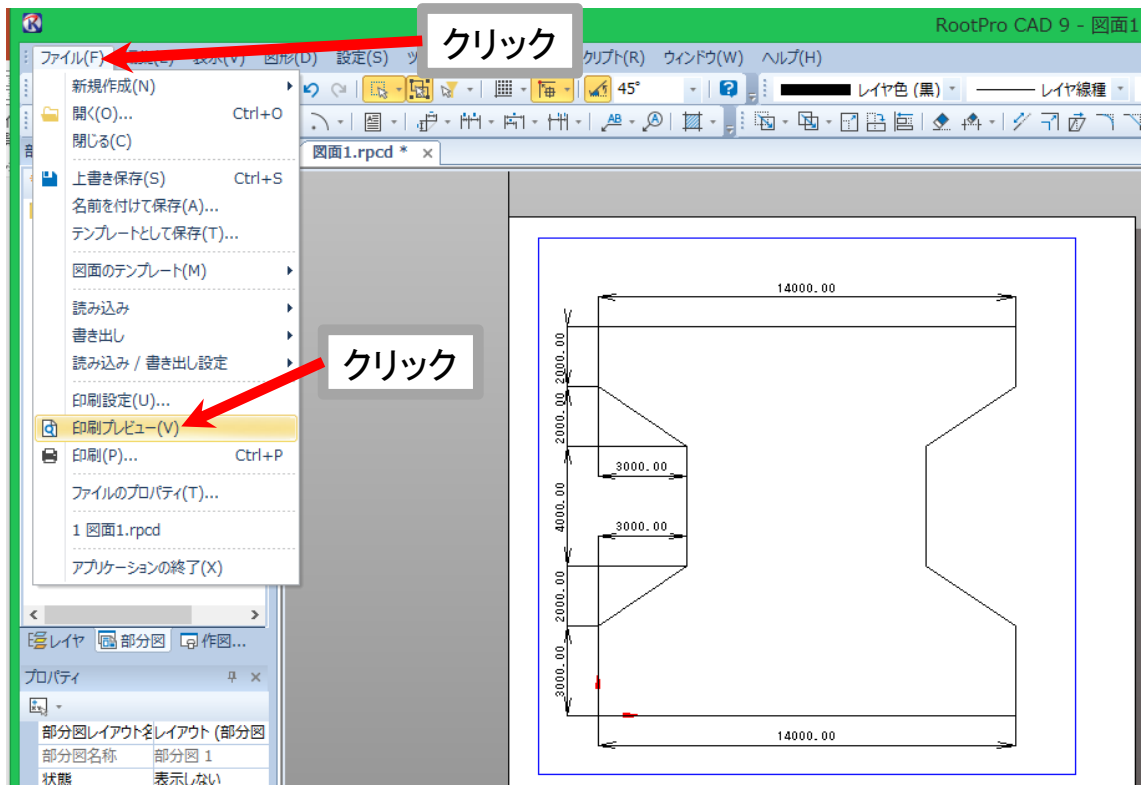 RootPro CAD 9 - 図面1
クリック
ファイル(F) 表示(V) 図形(D) 設定(S) クリプト(R) ウィンドウ(W) ヘルプ(H)
新規作成(N)
開く(O)... Ctrl+O
閉じる(C)
上書き保存(S) Ctrl+S
名前を付けて保存(A)...
テンプレートとして保存(T)...
図面のテンプレート(M)
読み込み
書き出し
読み込み / 書き出し設定
印刷設定(U)...
印刷プレビュー(V)
印刷(P)... Ctrl+P
ファイルのプロパティ(T)...
1 図面1.rpcd
アプリケーションの終了(X)
クリック
45° レイヤ色 (黒) レイヤ線種
図面1.rpcd *
14000.00
2000.00
2000.00
3000.00
4000.00
3000.00
2000.00
3000.00
14000.00
レイヤ 部分図 作図...
プロパティ
部分図レイアウト名 レイアウト (部分図
部分図名称 部分図 1
状態 表示しない